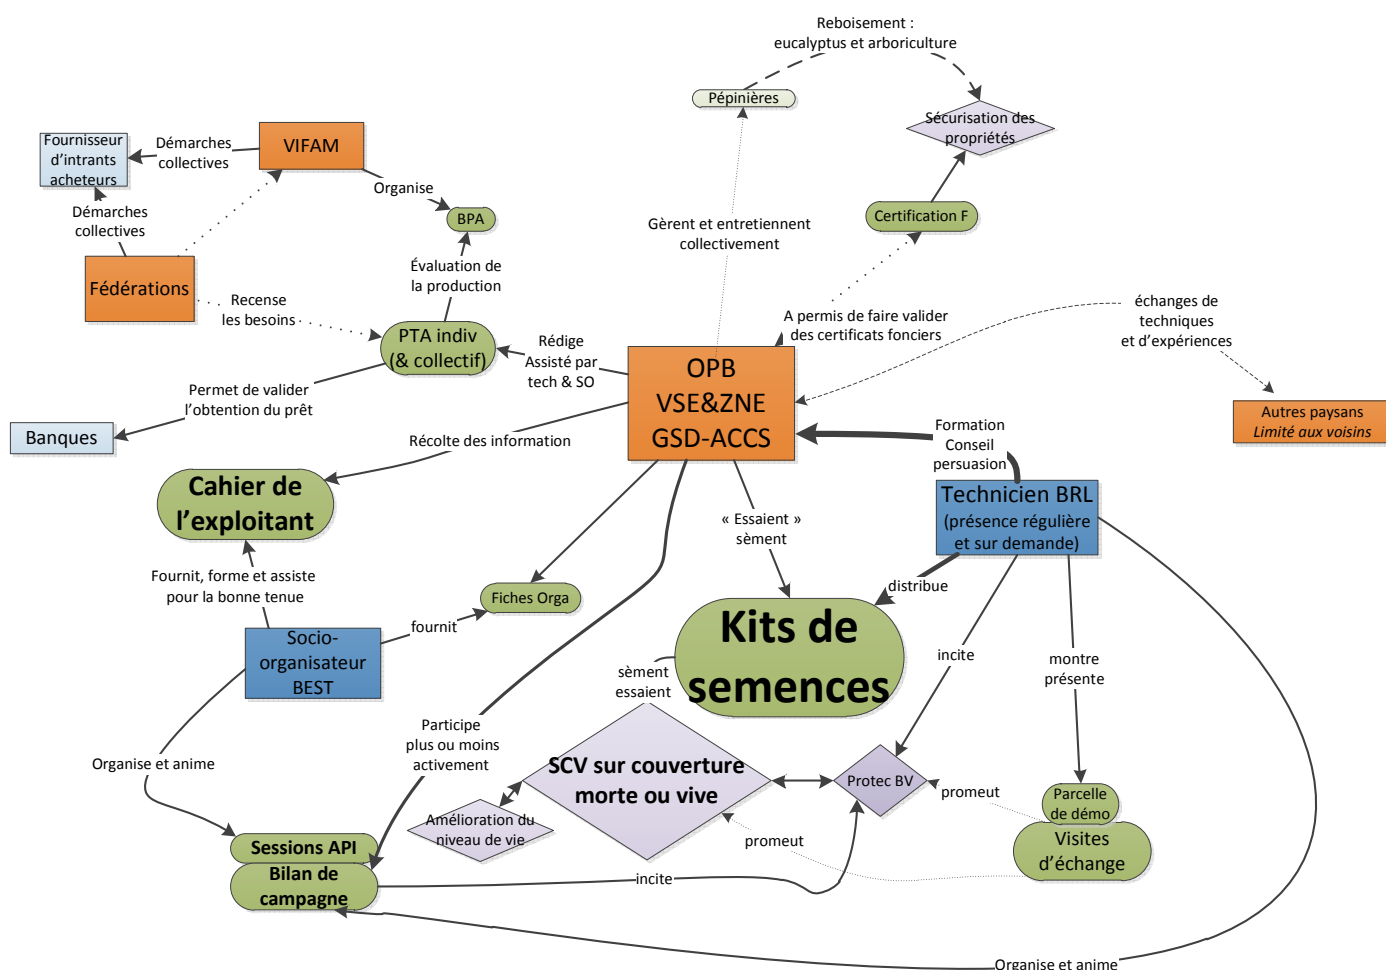 Reboisement :
eucalyptus et arboriculture
Pépinières
Sécurisation des
propriétés
Fournisseur
d'intrants
acheteurs
Démarches
collectives
VIFAM
Organise
BPA
Certification F
Démarches
collectives
Gèrent et entretiennent
collectivement
Fédérations
Évaluation de
la production
Recense
les besoins
A permis de faire valider
des certificats fonciers
échanges de
techniques
et d'expériences
PTA indiv
(& collectif)
Rédige
Assisté par
tech & SO
OPB
VSE&ZNE
GSD-ACCS
Permet de valider
l'obtention du prêt
Banques
Récolte des information
Autres paysans
Limité aux voisins
Formation
Conseil
persuasion
Cahier de
l'exploitant
Technicien BRL
(présence régulière
et sur demande)
« Essaient »
sèment
Fournit, forme et assiste
pour la bonne tenue
Fiches Orga
distribue
fournit
Socio-
organisateur
BEST
Kits de
semences
sèment
essaient
incite
montre
présente
Participe
plus ou moins
activement
Organise et anime
SCV sur couverture
morte ou vive
Protec BV
promeut
Parcelle
de démo
Amélioration du
niveau de vie
promeut
Visites
d'échange
Sessions API
Bilan de
campagne
incite
Organise et anime